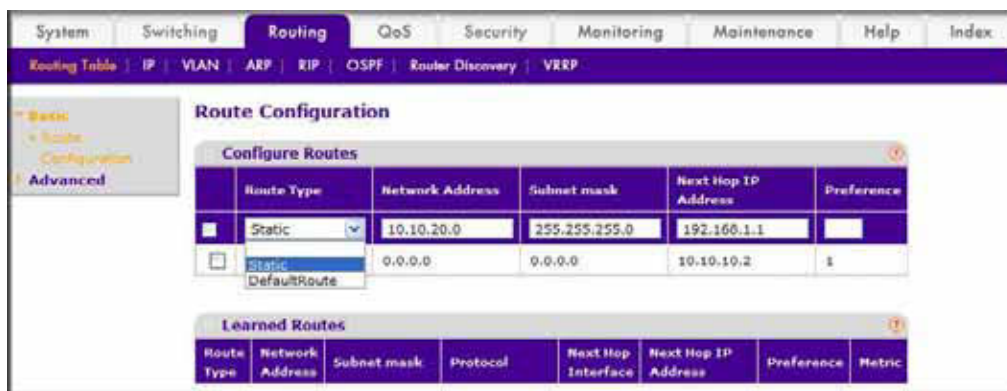 System Switching Routing QoS Security Monitoring Maintenance Help Index
Routing Table | IP | VLAN | ARP | RIP | OSPF | Router Discovery | VRRP
Basic
Route
Configuration
Advanced
Route Configuration
Configure Routes
Route Type Network Address Subnet mask Next Hop IP Address Preference
Static 10.10.20.0 255.255.255.0 192.168.1.1
Static
DefaultRoute
0.0.0.0 0.0.0.0 10.10.10.2 1
Learned Routes
Route Type Network Address Subnet mask Protocol Next Hop Interface Next Hop IP Address Preference Metric